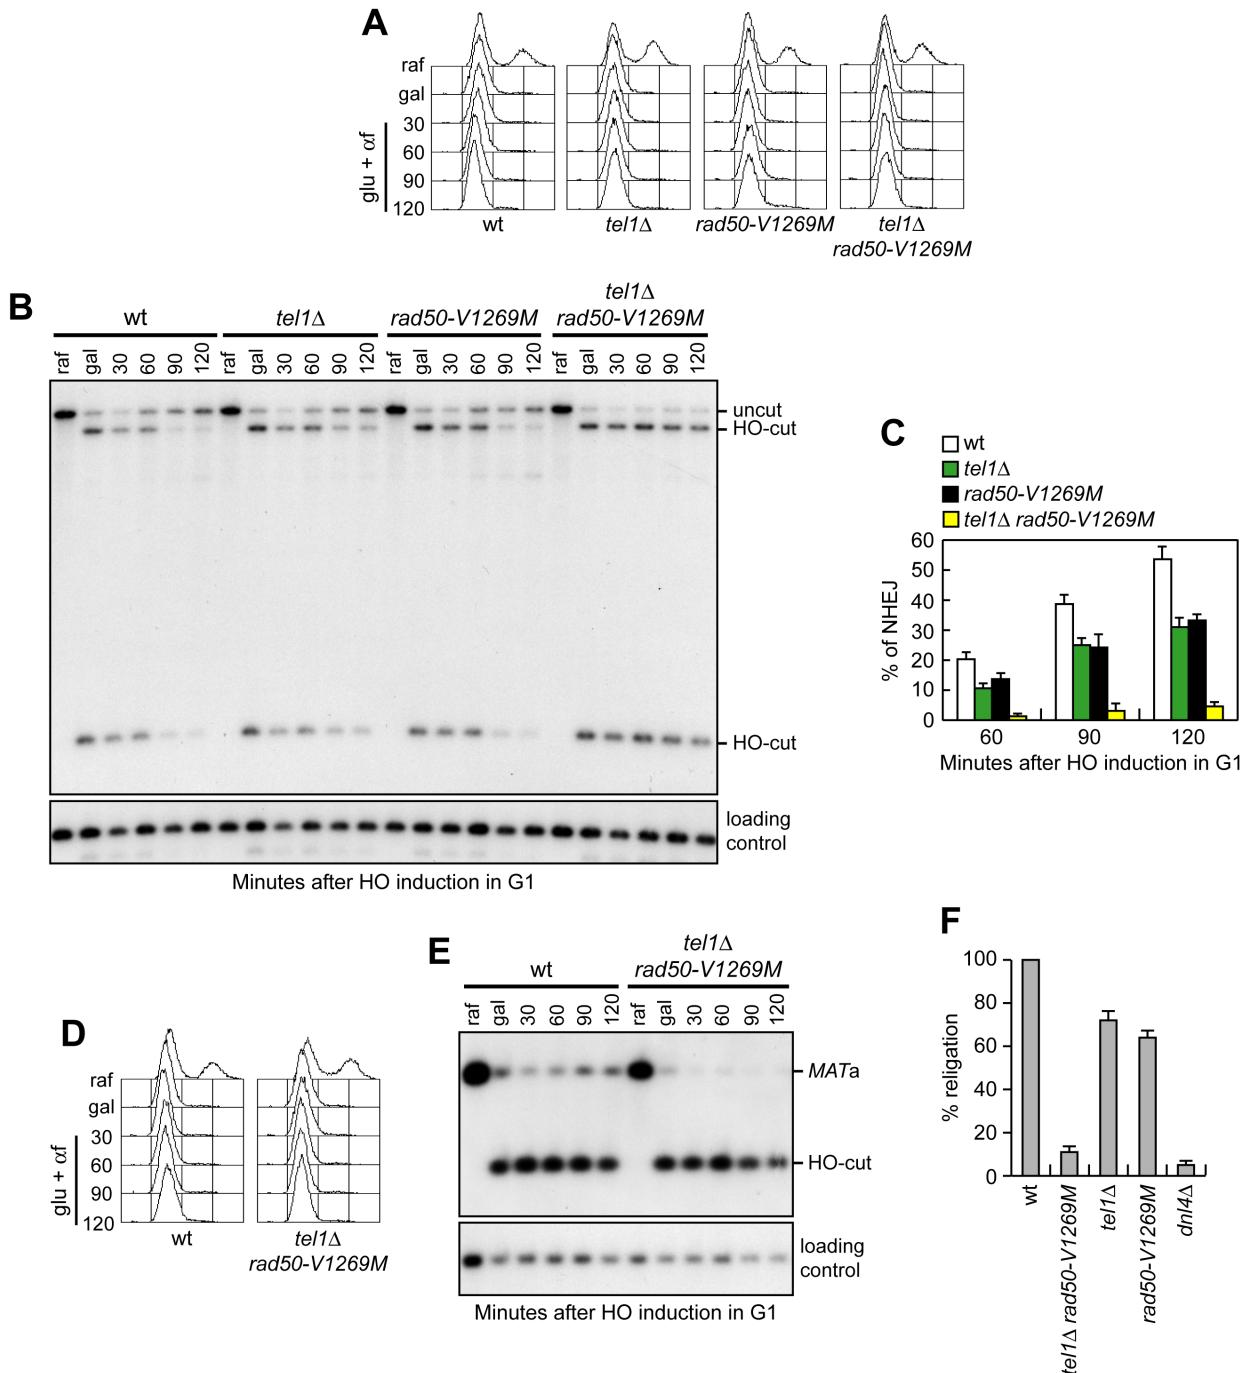 A
raf
gal
30
60
90
120
glu + αf
wt
tel1Δ
rad50-V1269M
tel1Δ
rad50-V1269M
B
wt
tel1Δ
rad50-V1269M
tel1Δ
rad50-V1269M
raf gal 30 60 90 120 raf gal 30 60 90 120 raf gal 30 60 90 120 raf gal 30 60 90 120
uncut
HO-cut
HO-cut
loading
control
Minutes after HO induction in G1
C
wt
tel1Δ
rad50-V1269M
tel1Δ rad50-V1269M
% of NHEJ
60
50
40
30
20
10
0
60 90 120
Minutes after HO induction in G1
D
raf
gal
30
60
90
120
glu + αf
wt
tel1Δ
rad50-V1269M
E
wt
tel1Δ
rad50-V1269M
raf gal 30 60 90 120 raf gal 30 60 90 120
MATa
HO-cut
loading
control
Minutes after HO induction in G1
F
% religation
100
80
60
40
20
0
wt
tel1Δ rad50-V1269M
tel1Δ
rad50-V1269M
dnl4Δ